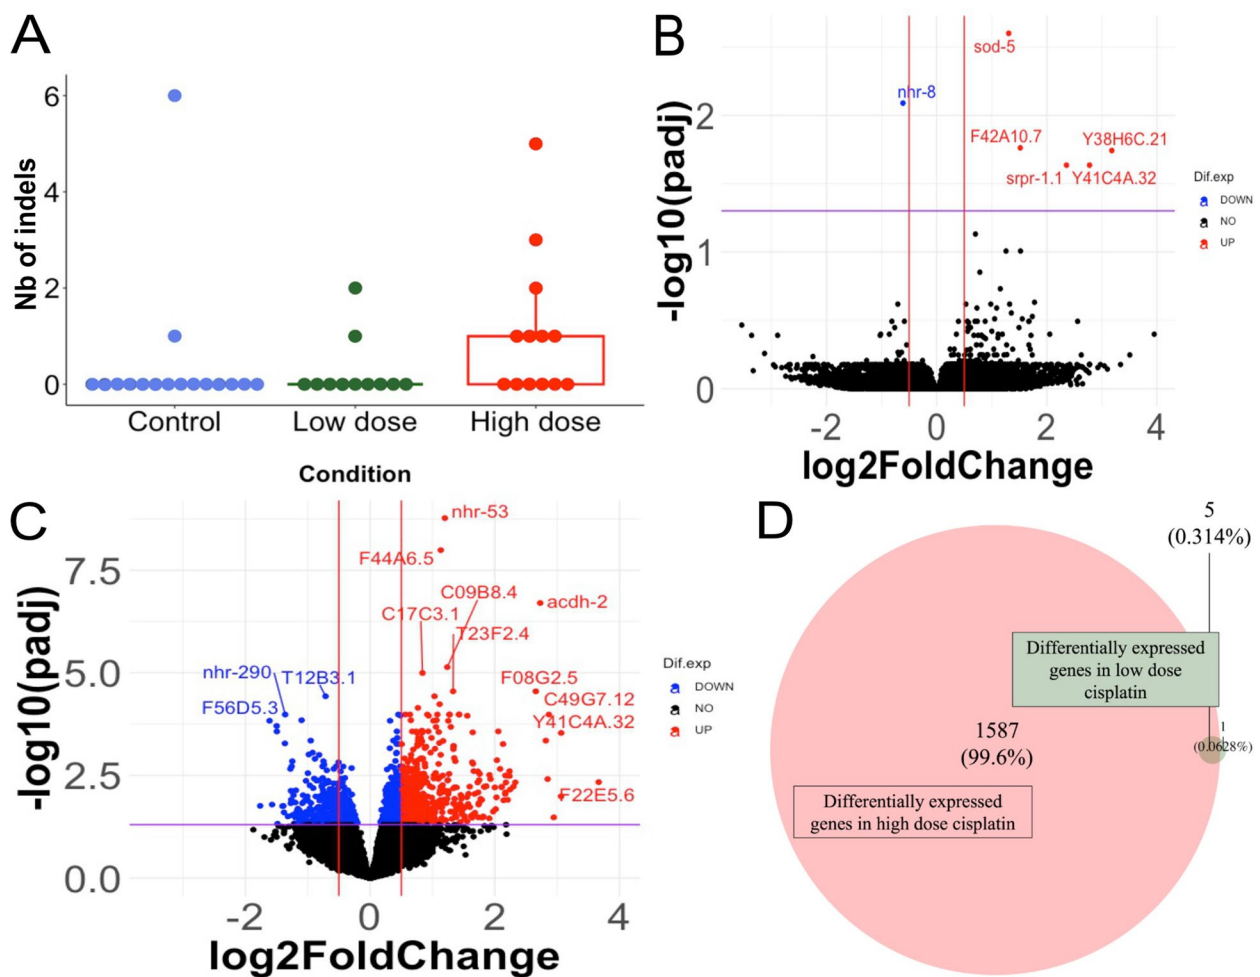 A
Nb of indels
6
4
2
0
Control
Low dose
High dose
Condition
B
-log10(padj)
2
1
0
sod-5
nhr-8
F42A10.7
Y38H6C.21
srpr-1.1
Y41C4A.32
-2
0
2
4
log2FoldChange
Dif.exp
a DOWN
a NO
a UP
C
-log10(padj)
7.5
5.0
2.5
0.0
nhr-53
F44A6.5
C09B8.4
acdh-2
C17C3.1
T23F2.4
nhr-290
T12B3.1
F08G2.5
F56D5.3
C49G7.12
Y41C4A.32
F22E5.6
-2
0
2
4
log2FoldChange
Dif.exp
a DOWN
a NO
a UP
D
5
(0.314%)
Differentially expressed
genes in low dose
cisplatin
1
(0.0628%)
1587
(99.6%)
Differentially expressed
genes in high dose cisplatin